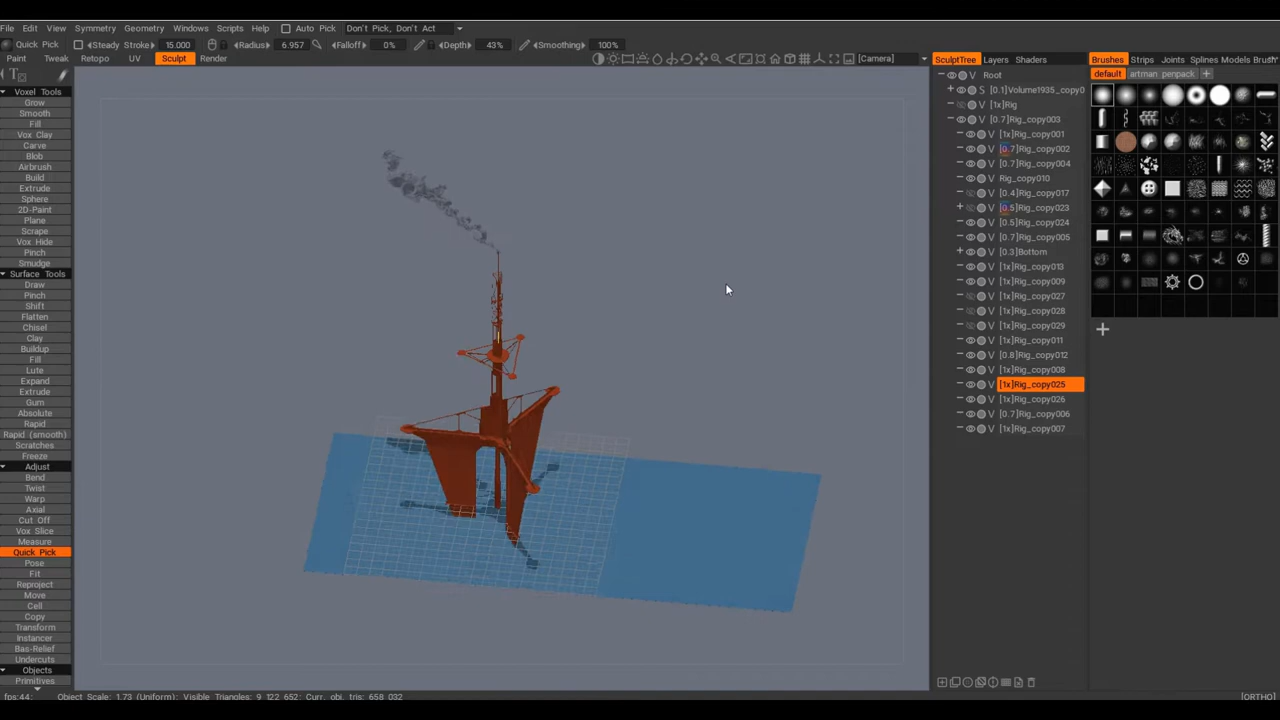 File Edit View Symmetry Geometry Windows Scripts Help Auto Pick Don't Pick, Don't Act
Quick Pick Steady Stroke 15.000 Radius 6.957 Falloff 0% Depth 43% Smoothing 100%
Paint Tweak Retopo UV Sculpt Render [Camera]
SculptTree Layers Shaders
Brushes Strips Joints Splines Models Brush
default artman penpack +
Voxel Tools
Grow
Smooth
Fill
Vox Clay
Carve
Blob
Airbrush
Build
Extrude
Sphere
2D-Paint
Plane
Scrape
Vox Hide
Pinch
Smudge
Surface Tools
Draw
Pinch
Shift
Flatten
Chisel
Clay
Buildup
Fill
Lute
Expand
Extrude
Gum
Absolute
Rapid
Rapid (smooth)
Scratches
Freeze
Adjust
Bend
Twist
Warp
Axial
Cut Off
Vox Slice
Measure
Quick Pick
Pose
Fit
Reproject
Move
Cell
Copy
Transform
Instancer
Bas-Relief
Undercuts
Objects
Primitives
Root
S [0.1]Volume1935_copy0
V [1x]Rig
[0.7]Rig_copy003
V [1x]Rig_copy001
V [0.7]Rig_copy002
V [0.7]Rig_copy004
V Rig_copy010
V [0.4]Rig_copy017
V [0.5]Rig_copy023
V [0.5]Rig_copy024
V [0.7]Rig_copy005
V [0.3]Bottom
V [1x]Rig_copy013
V [1x]Rig_copy009
V [1x]Rig_copy027
V [1x]Rig_copy028
V [1x]Rig_copy029
V [1x]Rig_copy011
V [0.8]Rig_copy012
V [1x]Rig_copy008
V [1x]Rig_copy025
V [1x]Rig_copy026
V [0.7]Rig_copy006
V [1x]Rig_copy007
fps:44; Object Scale: 1.73 (Uniform); Visible Triangles: 9 122 652; Curr. obj. tris: 658 032 [ORTHO]